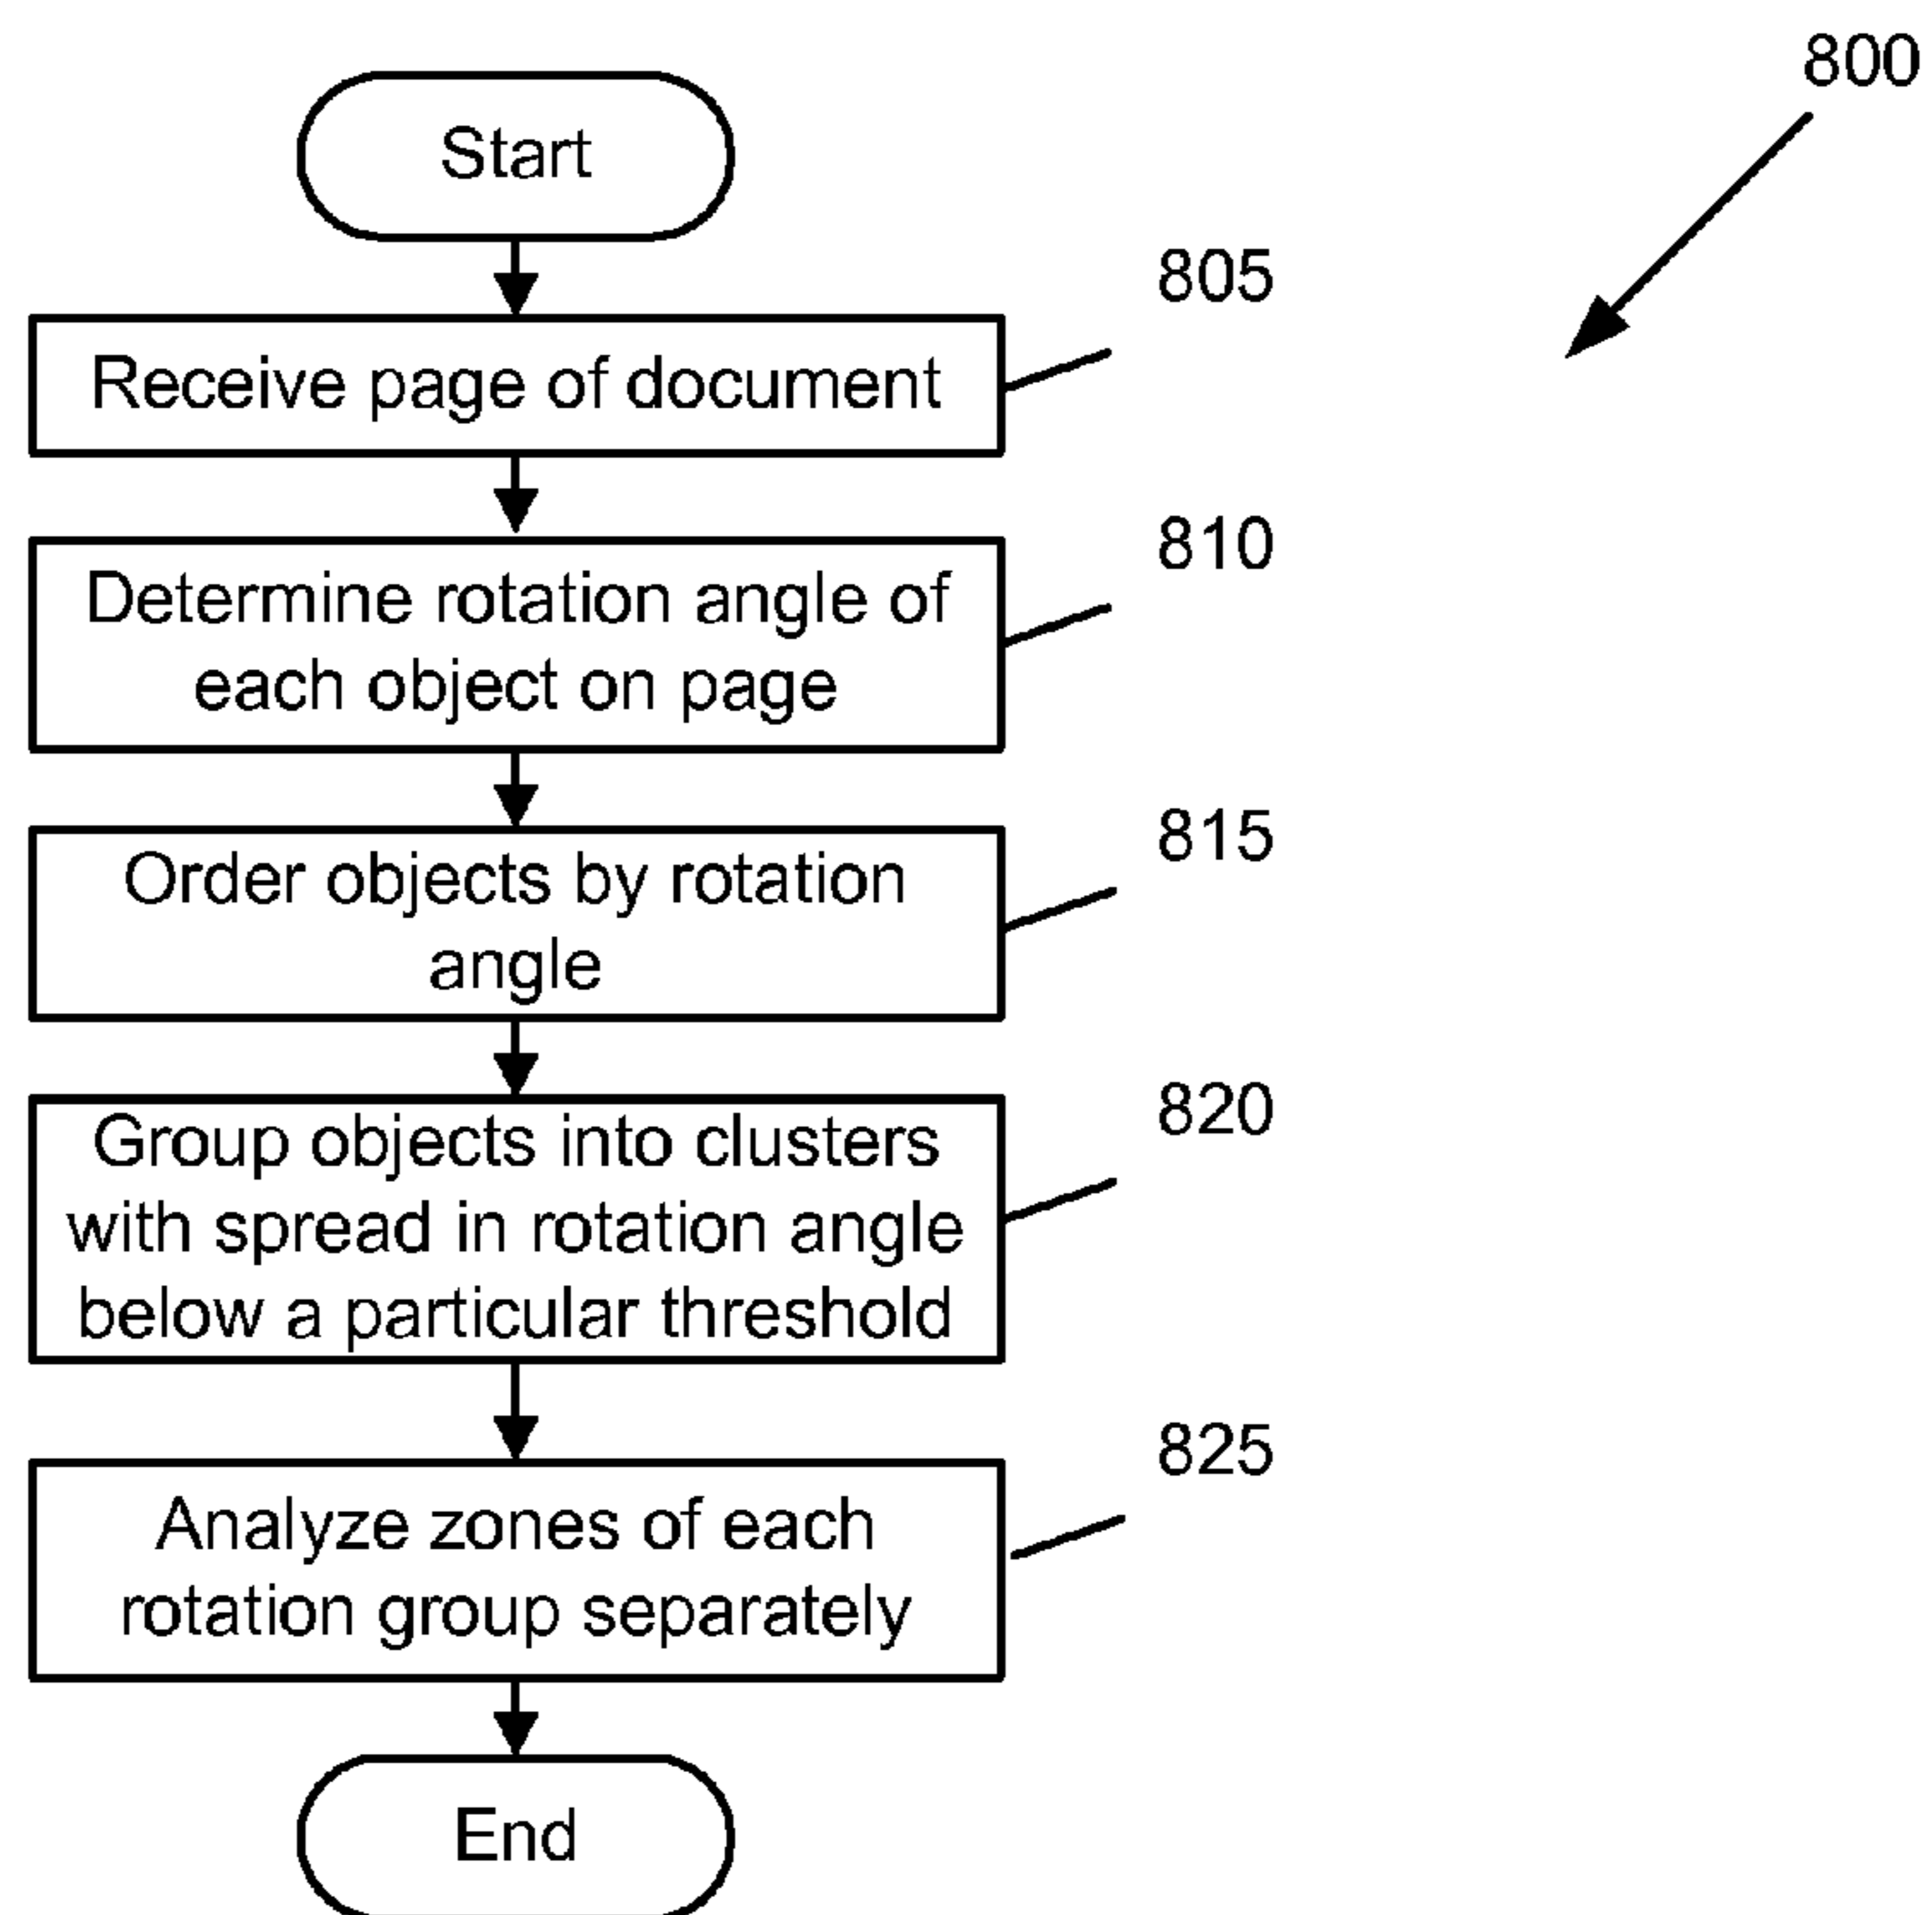 800
Start
805
Receive page of document
810
Determine rotation angle of
each object on page
815
Order objects by rotation
angle
820
Group objects into clusters
with spread in rotation angle
below a particular threshold
825
Analyze zones of each
rotation group separately
End